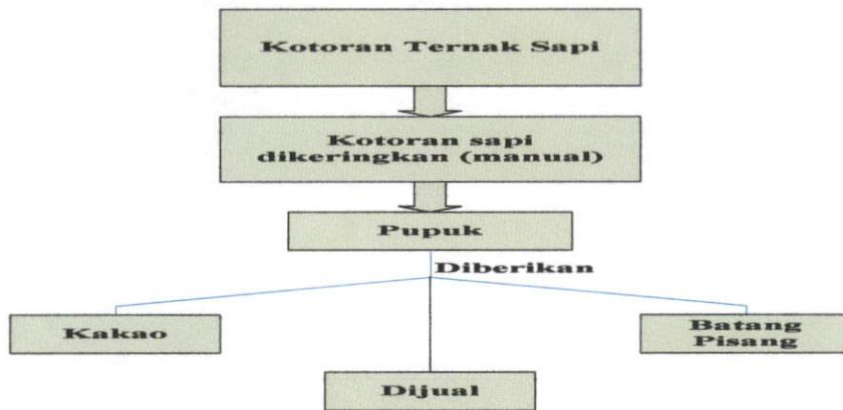 Kotoran Ternak Sapi
Kotoran sapi
dikeringkan (manual)
Pupuk
Diberikan
Kakao
Batang
Pisang
Dijual